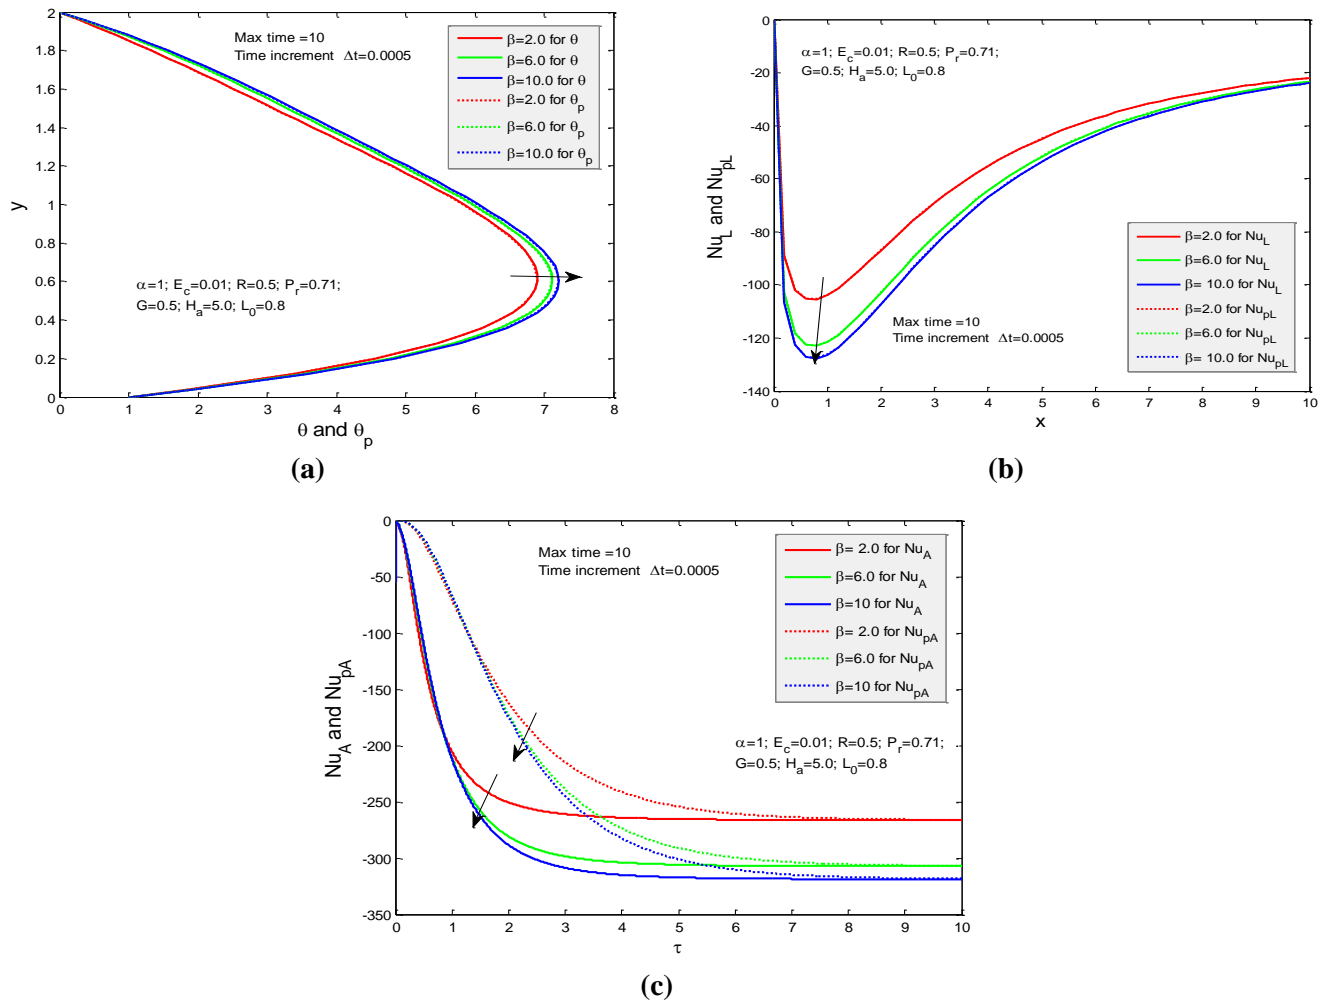 2
1.8
1.6
1.4
1.2
1
0.8
0.6
0.4
0.2
0
y
Max time =10
Time increment Δt=0.0005
β=2.0 for θ
β=6.0 for θ
β=10.0 for θ
β=2.0 for θp
β=6.0 for θp
β=10.0 for θp
α=1; Ec=0.01; R=0.5; Pr=0.71;
G=0.5; Ha=5.0; L0=0.8
0 1 2 3 4 5 6 7 8
θ and θp
(a)
0
-20
-40
-60
-80
-100
-120
-140
NuL and NupL
α=1; Ec=0.01; R=0.5; Pr=0.71;
G=0.5; Ha=5.0; L0=0.8
β=2.0 for NuL
β=6.0 for NuL
β= 10.0 for NuL
β=2.0 for NupL
β=6.0 for NupL
β= 10.0 for NupL
Max time =10
Time increment Δt=0.0005
0 1 2 3 4 5 6 7 8 9 10
x
(b)
0
-50
-100
-150
-200
-250
-300
-350
NuA and NupA
Max time =10
Time increment Δt=0.0005
β= 2.0 for NuA
β=6.0 for NuA
β=10 for NuA
β= 2.0 for NupA
β=6.0 for NupA
β=10 for NupA
α=1; Ec=0.01; R=0.5; Pr=0.71;
G=0.5; Ha=5.0; L0=0.8
0 1 2 3 4 5 6 7 8 9 10
τ
(c)